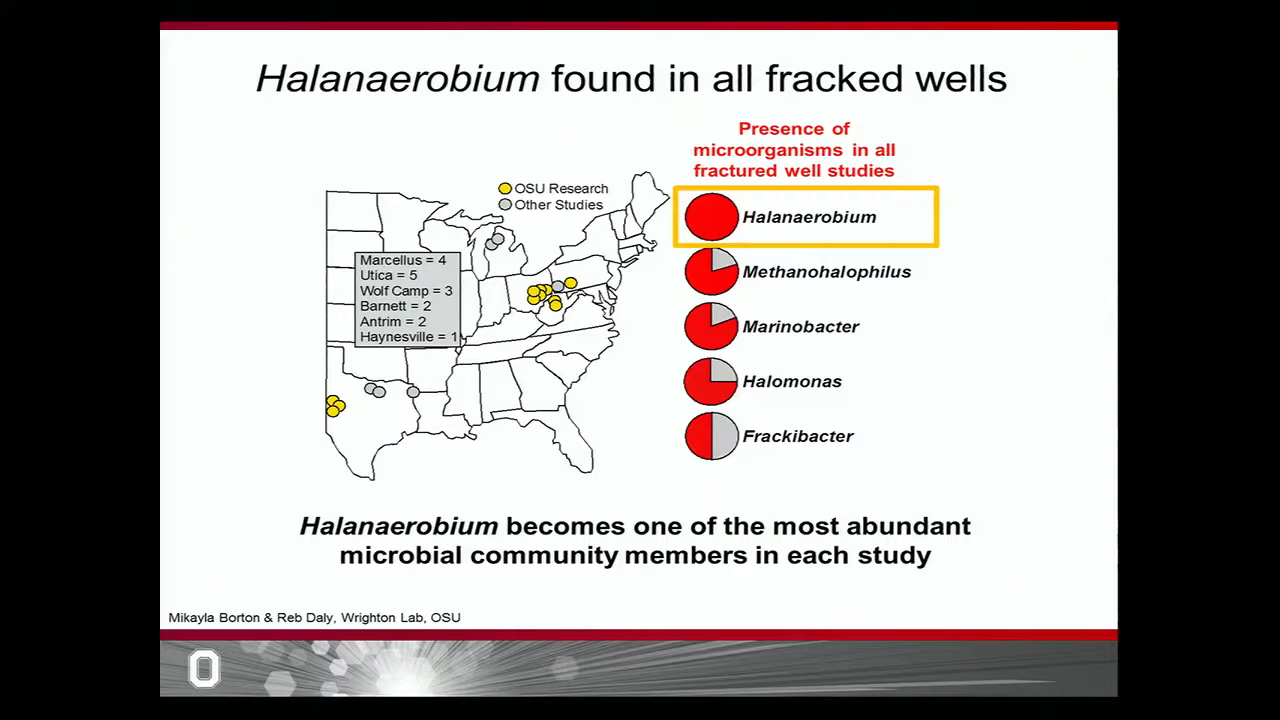 Halanaerobium found in all fracked wells
Presence of
microorganisms in all
fractured well studies
OSU Research
Other Studies
Marcellus = 4
Utica = 5
Wolf Camp = 3
Barnett = 2
Antrim = 2
Haynesville = 1
Halanaerobium
Methanohalophilus
Marinobacter
Halomonas
Frackibacter
Halanaerobium becomes one of the most abundant
microbial community members in each study
Mikayla Borton & Reb Daly, Wrighton Lab, OSU
O